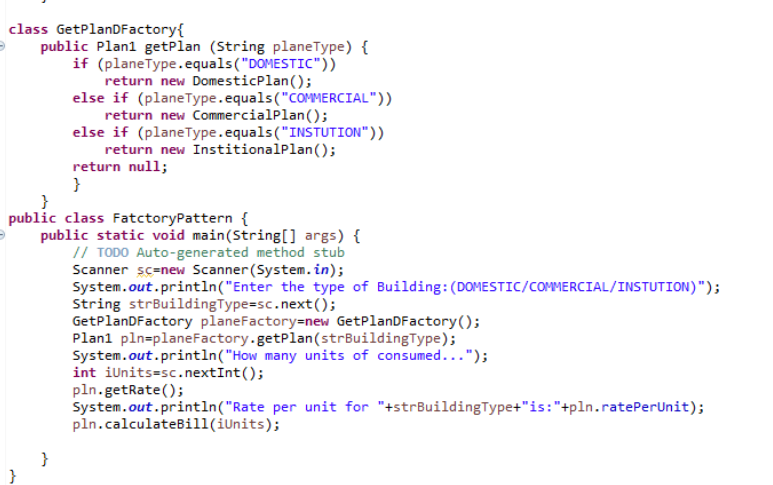 class GetPlanDFactory{
public Plan1 getPlan (String planeType) {
if (planeType.equals("DOMESTIC"))
return new DomesticPlan();
else if (planeType.equals("COMMERCIAL"))
return new CommercialPlan();
else if (planeType.equals("INSTUTION"))
return new InstitionalPlan();
return null;
}
}
public class FatctoryPattern {
public static void main(String[] args) {
// TODO Auto-generated method stub
Scanner sc=new Scanner(System.in);
System.out.println("Enter the type of Building:(DOMESTIC/COMMERCIAL/INSTUTION)");
String strBuildingType=sc.next();
GetPlanDFactory planeFactory=new GetPlanDFactory();
Plan1 pln=planeFactory.getPlan(strBuildingType);
System.out.println("How many units of consumed...");
int iUnits=sc.nextInt();
pln.getRate();
System.out.println("Rate per unit for "+strBuildingType+"is:"+pln.ratePerUnit);
pln.calculateBill(iUnits);
}
}